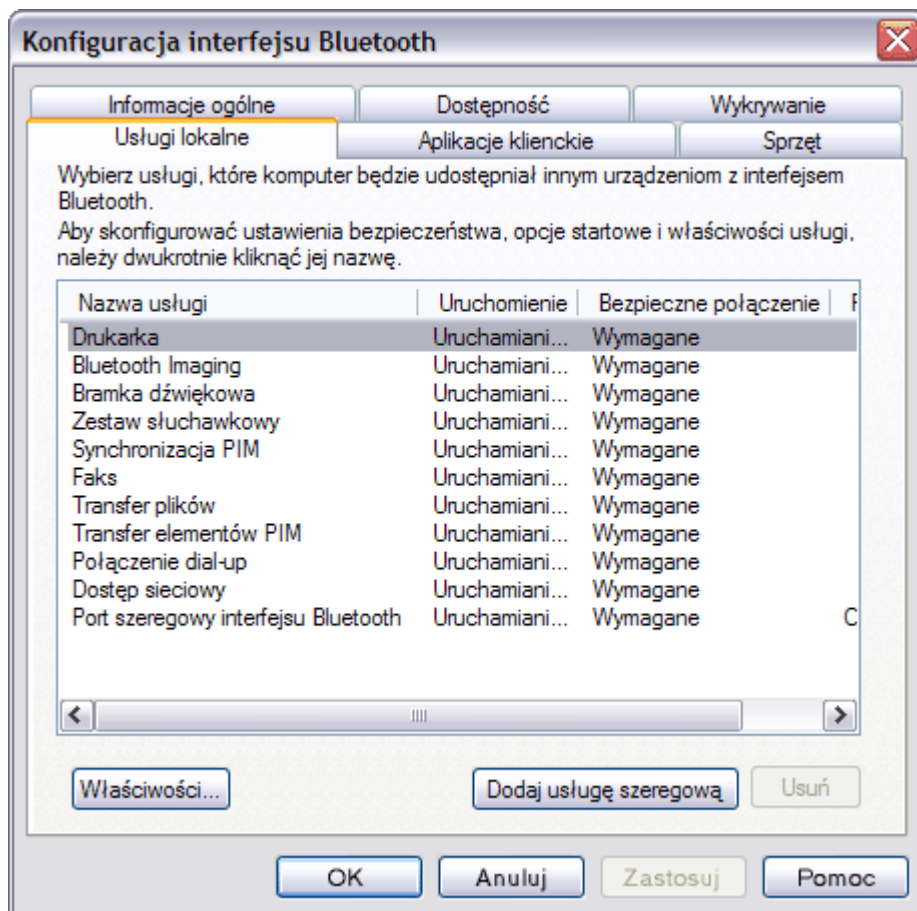 Konfiguracja interfejsu Bluetooth
Informacje ogólne Dostępność Wykrywanie
Usługi lokalne Aplikacje klienckie Sprzęt
Wybierz usługi, które komputer będzie udostępniał innym urządzeniom z interfejsem
Bluetooth.
Aby skonfigurować ustawienia bezpieczeństwa, opcje startowe i właściwości usługi,
należy dwukrotnie kliknąć jej nazwę.
Nazwa usługi Uruchomienie Bezpieczne połączenie
Drukarka Uruchamiani... Wymagane
Bluetooth Imaging Uruchamiani... Wymagane
Bramka dźwiękowa Uruchamiani... Wymagane
Zestaw słuchawkowy Uruchamiani... Wymagane
Synchronizacja PIM Uruchamiani... Wymagane
Faks Uruchamiani... Wymagane
Transfer plików Uruchamiani... Wymagane
Transfer elementów PIM Uruchamiani... Wymagane
Połączenie dial-up Uruchamiani... Wymagane
Dostęp sieciowy Uruchamiani... Wymagane
Port szeregowy interfejsu Bluetooth Uruchamiani... Wymagane
Właściwości... Dodaj usługę szeregową Usuń
OK Anuluj Zastosuj Pomoc